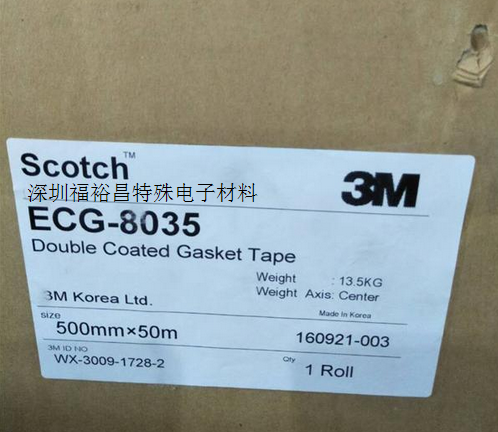 Scotch™
3M
深圳福裕昌特殊电子材料
ECG-8035
Double Coated Gasket Tape
Weight : 13.5KG
Weight Axis: Center
3M Korea Ltd.
Made In Korea
size
500mm×50m
160921-003
3M ID NO
Qty
WX-3009-1728-2
1 Roll